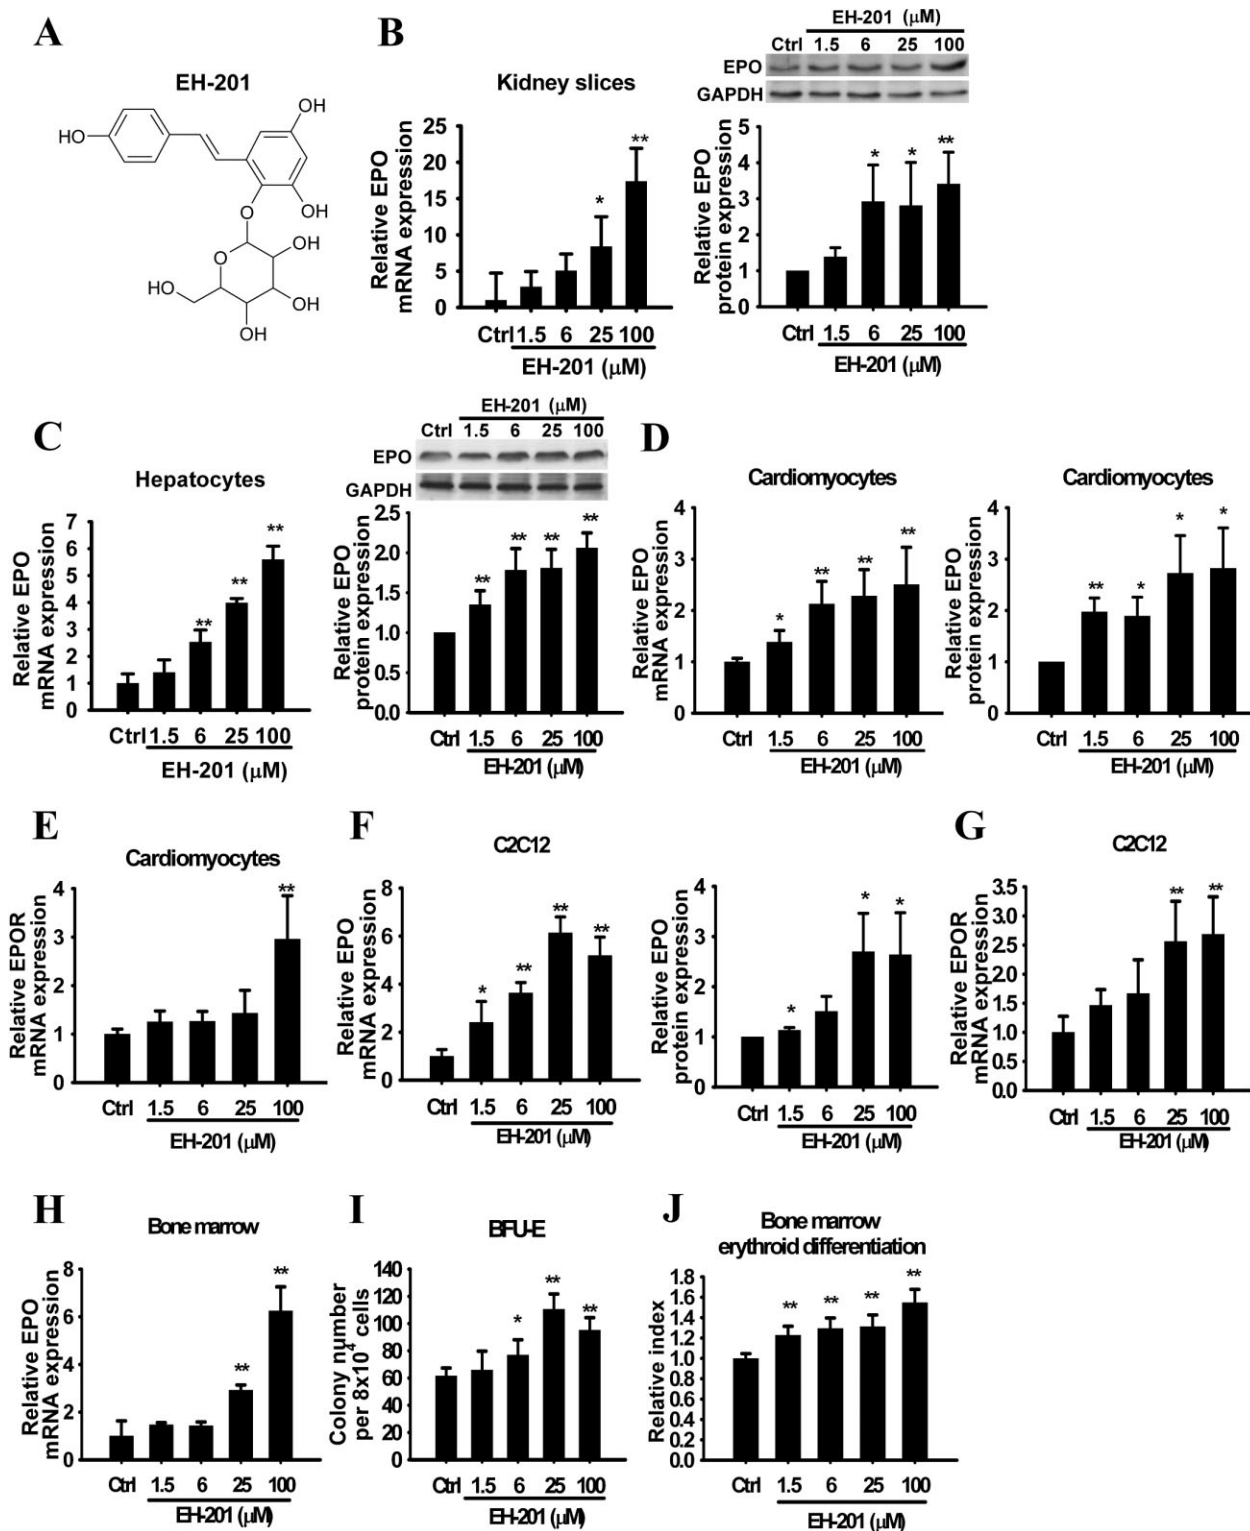 A
EH-201
HO
OH
O
OH
O
OH
HO
OH
OH
B
Kidney slices
Relative EPO
mRNA expression
25
20
15
10
5
0
Ctrl 1.5 6 25 100
EH-201 (μM)
* **
EH-201 (μM)
Ctrl 1.5 6 25 100
EPO
GAPDH
Relative EPO
protein expression
5
4
3
2
1
0
* * **
Ctrl 1.5 6 25 100
EH-201 (μM)
C
Hepatocytes
Relative EPO
mRNA expression
7
6
5
4
3
2
1
0
** ** **
Ctrl 1.5 6 25 100
EH-201 (μM)
EH-201 (μM)
Ctrl 1.5 6 25 100
EPO
GAPDH
Relative EPO
protein expression
2.5
2.0
1.5
1.0
0.5
0.0
** ** ** **
Ctrl 1.5 6 25 100
EH-201 (μM)
D
Cardiomyocytes
Relative EPO
mRNA expression
4
3
2
1
0
* ** ** **
Ctrl 1.5 6 25 100
EH-201 (μM)
Cardiomyocytes
Relative EPO
protein expression
4
3
2
1
0
** * * *
Ctrl 1.5 6 25 100
EH-201 (μM)
E
Cardiomyocytes
Relative EPOR
mRNA expression
4
3
2
1
0
**
Ctrl 1.5 6 25 100
EH-201 (μM)
F
C2C12
Relative EPO
mRNA expression
8
6
4
2
0
* ** ** **
Ctrl 1.5 6 25 100
EH-201 (μM)
Relative EPO
protein expression
4
3
2
1
0
* * *
Ctrl 1.5 6 25 100
EH-201 (μM)
G
C2C12
Relative EPOR
mRNA expression
3.5
3.0
2.5
2.0
1.5
1.0
0.5
0.0
** **
Ctrl 1.5 6 25 100
EH-201 (μM)
H
Bone marrow
Relative EPO
mRNA expression
8
6
4
2
0
** **
Ctrl 1.5 6 25 100
EH-201 (μM)
I
BFU-E
Colony number
per 8x10⁴ cells
140
120
100
80
60
40
20
0
* ** **
Ctrl 1.5 6 25 100
EH-201 (μM)
J
Bone marrow
erythroid differentiation
Relative index
1.8
1.6
1.4
1.2
1.0
0.8
0.6
0.4
0.2
0.0
** ** ** **
Ctrl 1.5 6 25 100
EH-201 (μM)